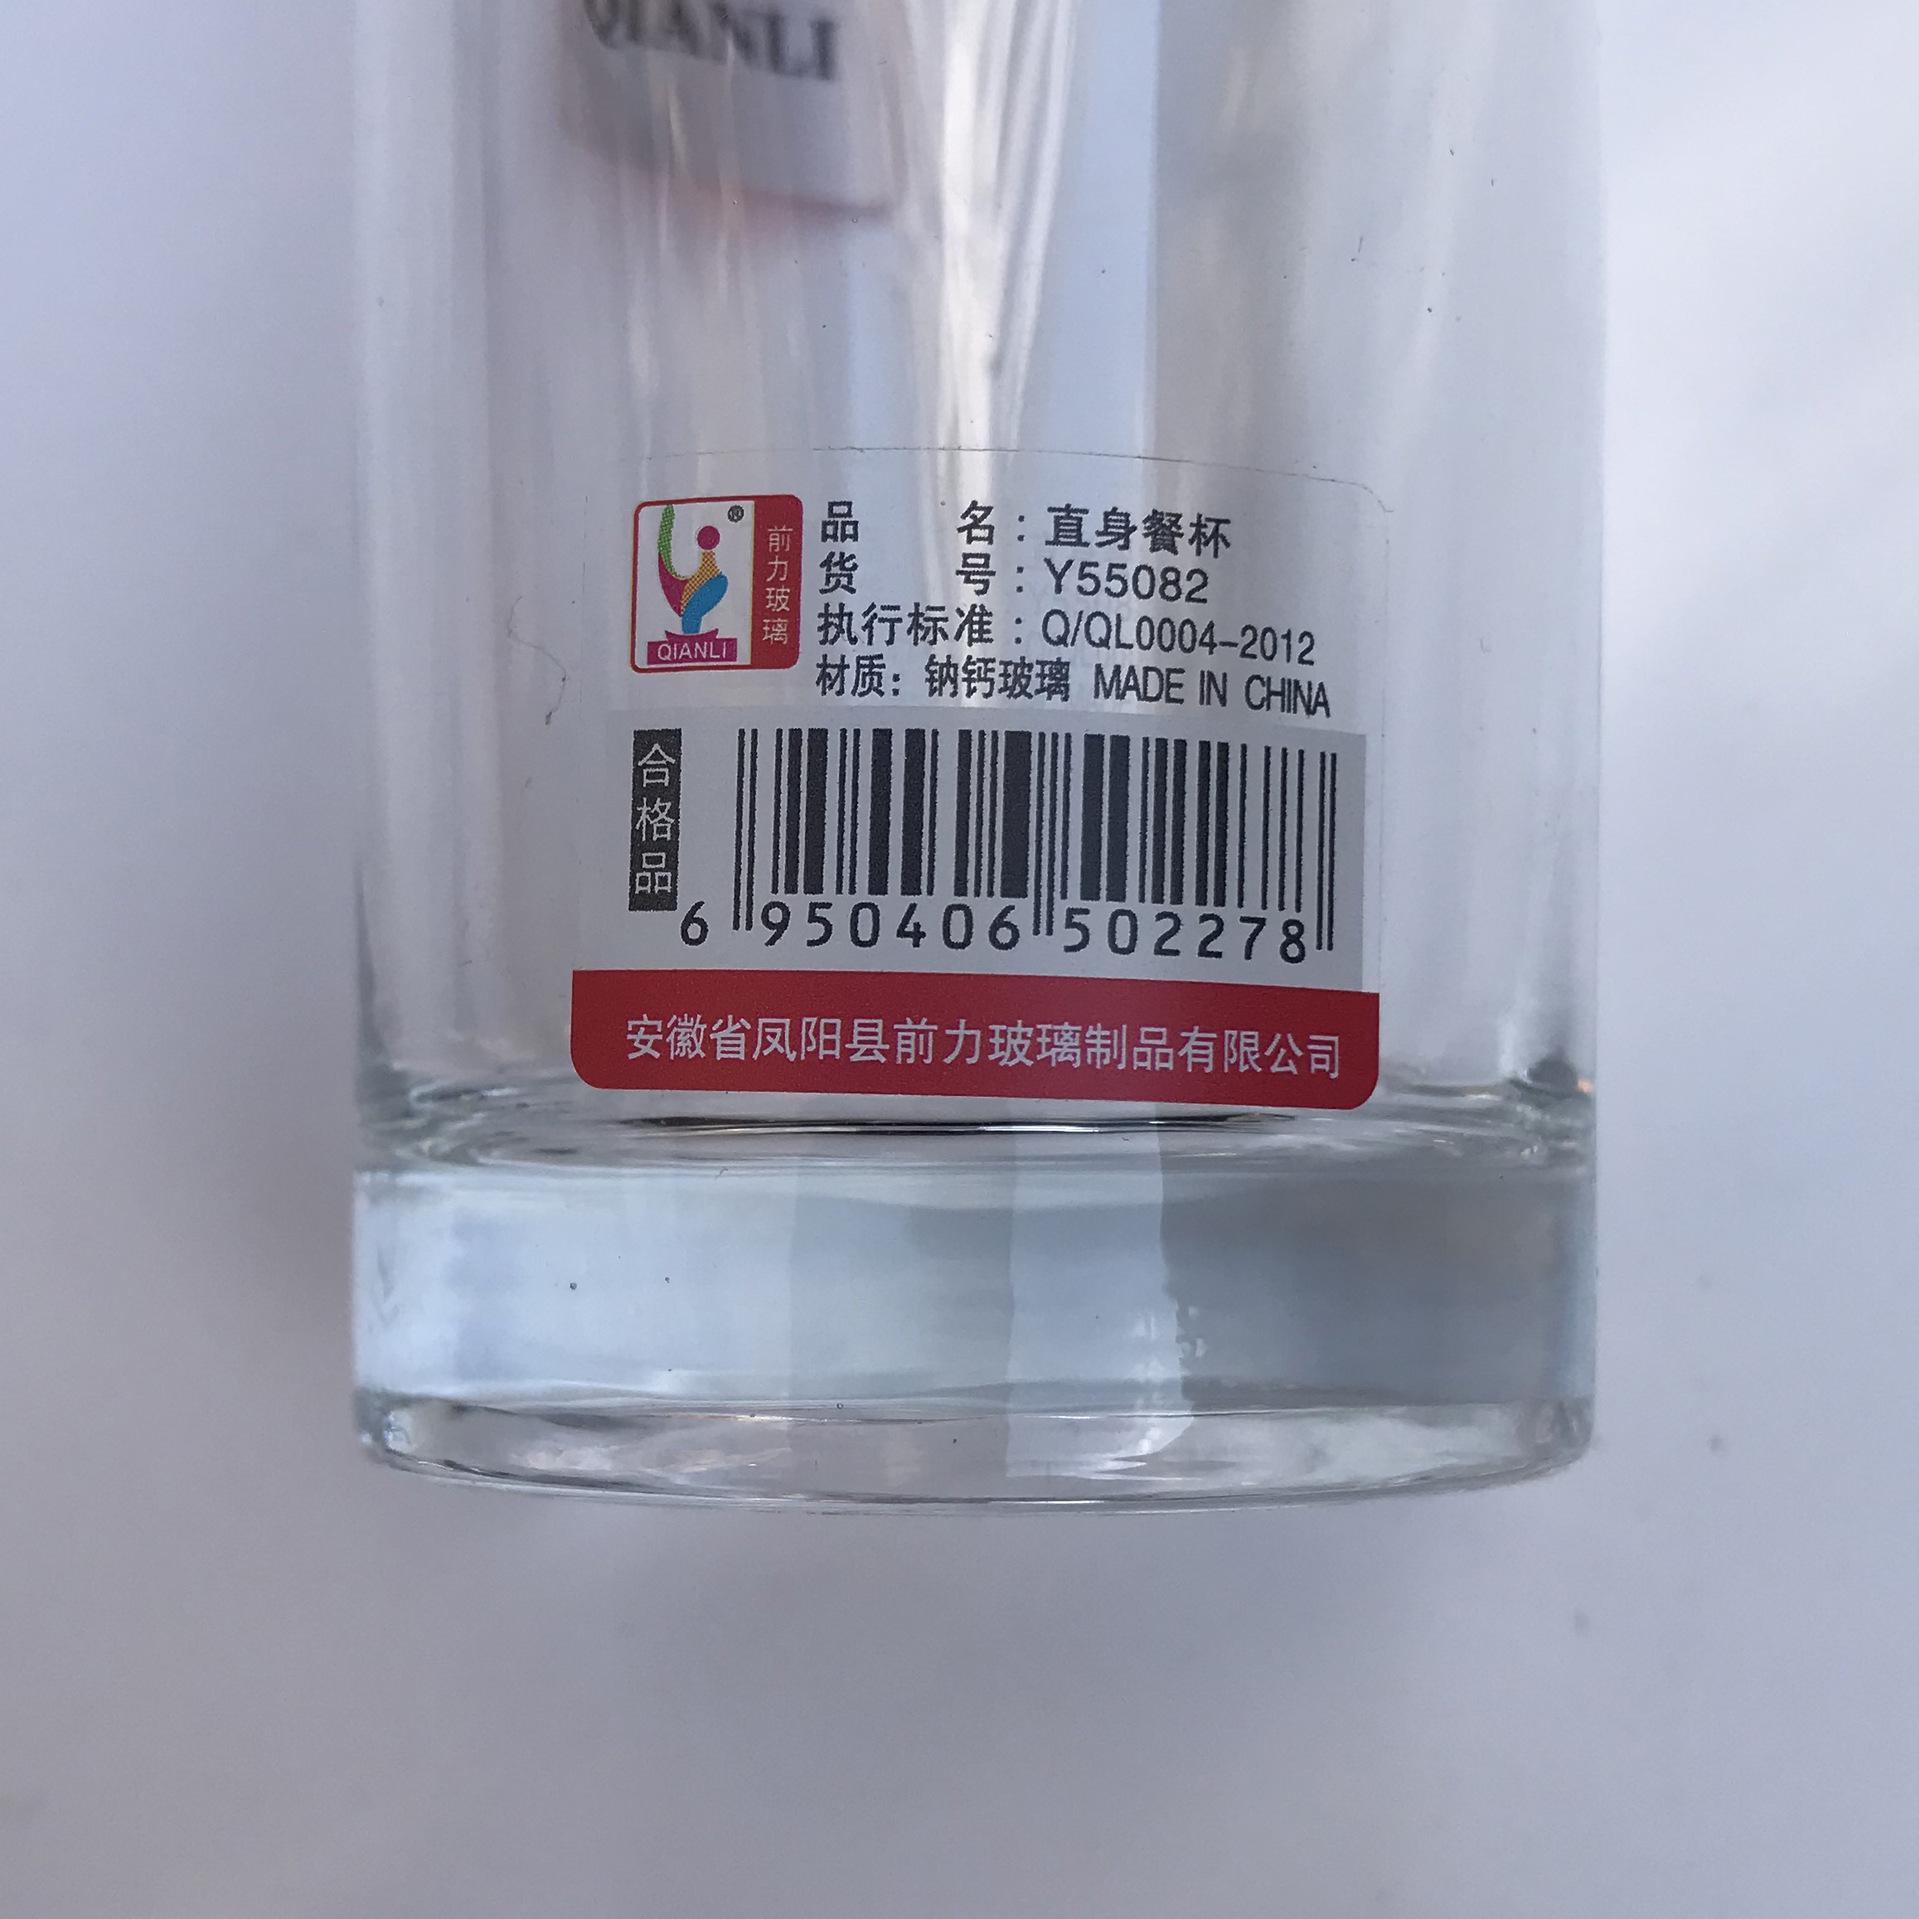 QIANLI
前力玻璃
QIANLI
品 名：直身餐杯
货 号：Y55082
执行标准：Q/QL0004-2012
材质：钠钙玻璃 MADE IN CHINA
合格品
6 950406 502278
安徽省凤阳县前力玻璃制品有限公司